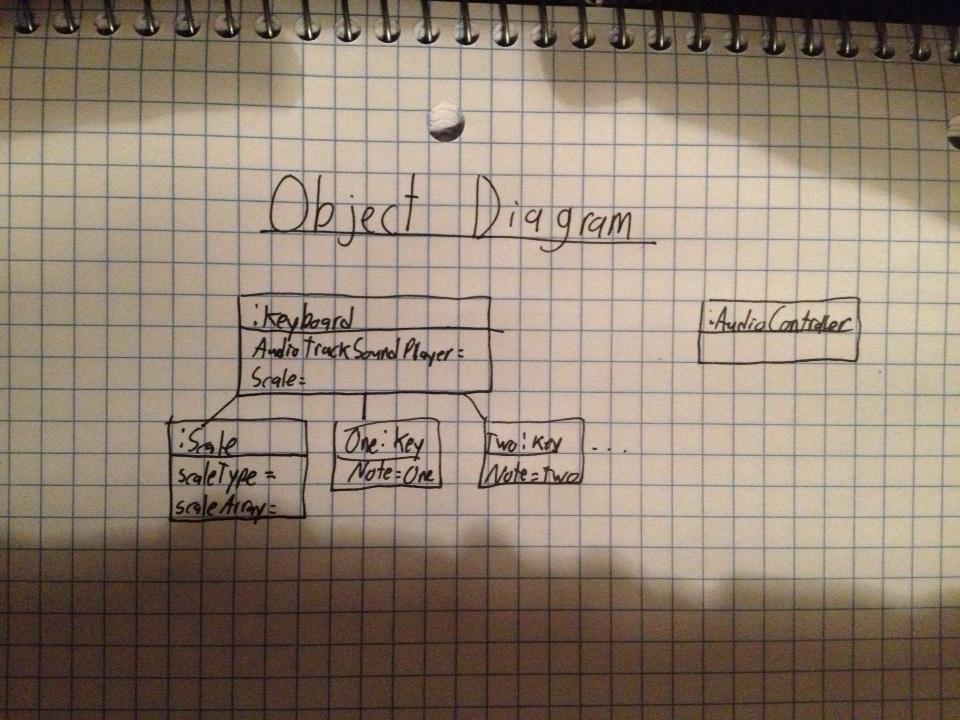 Object Diagram
:Keyboard
AudioTrackSoundPlayer=
Scale=
:AudioController
:Scale
scaleType =
scaleArray=
One:Key
Note=One
Two:Key
Note=Two
...